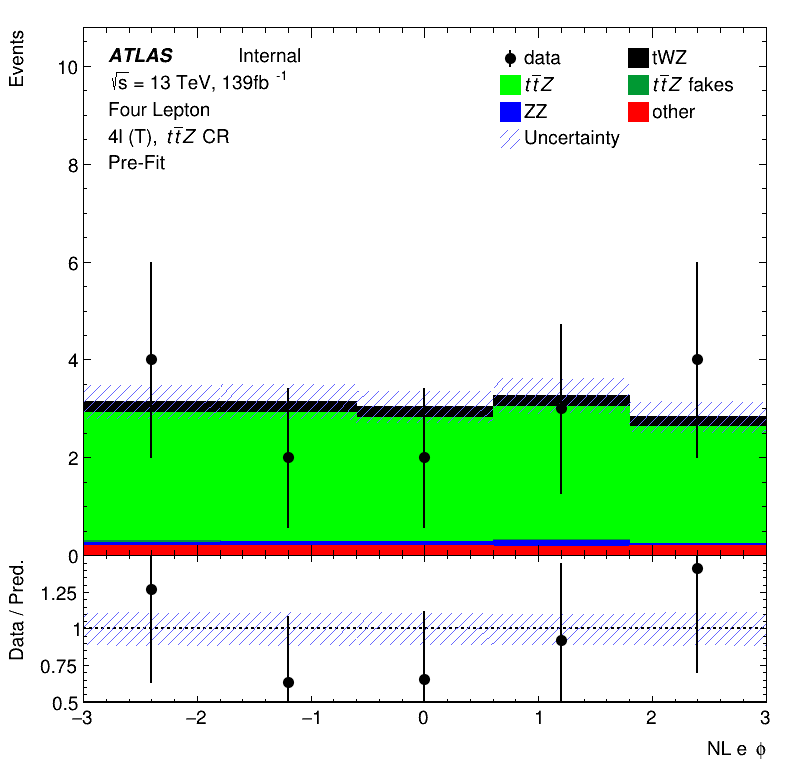 Events
10
8
6
4
2
0
ATLAS Internal
√s = 13 TeV, 139fb⁻¹
Four Lepton
4l (T), tt̅Z CR
Pre-Fit
data
tWZ
tt̅Z
tt̅Z fakes
ZZ
other
Uncertainty
Data / Pred.
1.25
1
0.75
0.5
−3 −2 −1 0 1 2 3
NL e ϕ